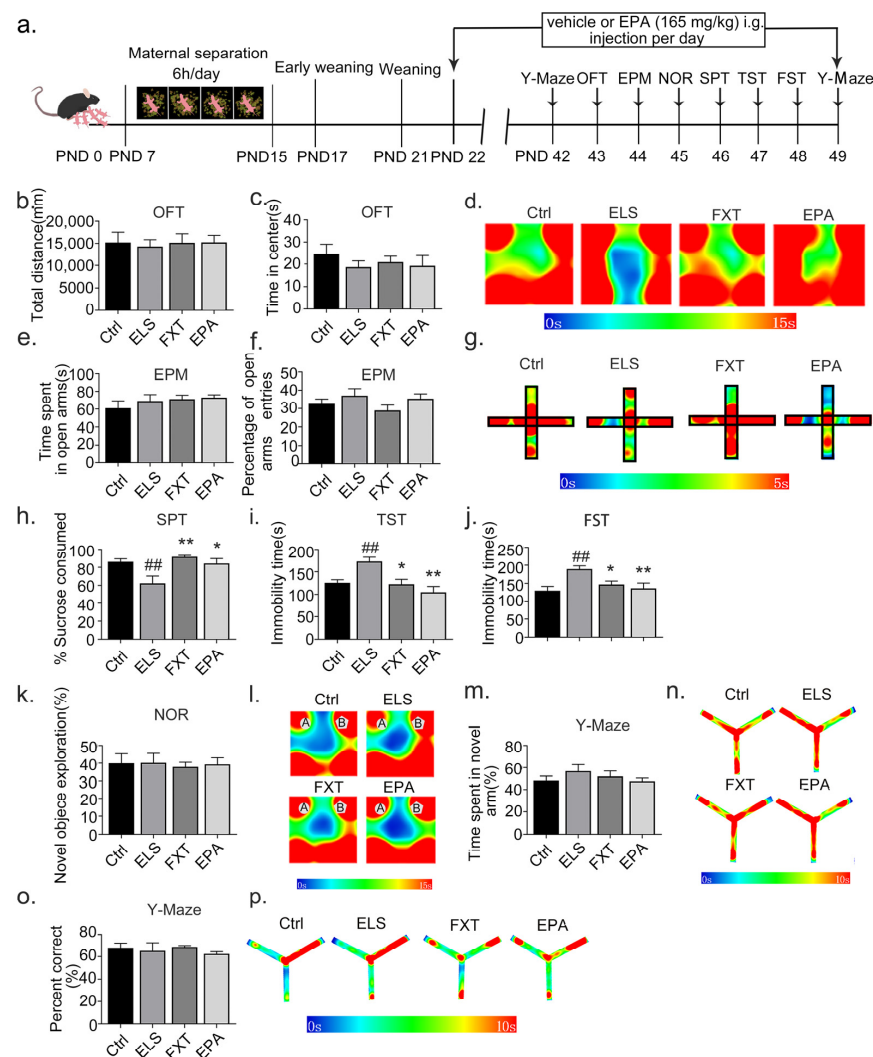 a.
vehicle or EPA (165 mg/kg) i.g.
injection per day
Maternal separation
6h/day
Early weaning
Weaning
Y-Maze OFT EPM NOR SPT TST FST Y-Maze
PND 0 PND 7 PND15 PND17 PND 21 PND 22 PND 42 43 44 45 46 47 48 49
b.
OFT
Total distance(mm)
20,000
15,000
10,000
5000
0
Ctrl ELS FXT EPA
c.
OFT
Time in center(s)
40
30
20
10
0
Ctrl ELS FXT EPA
d.
Ctrl ELS FXT EPA
0s 15s
e.
EPM
Time spent
in open arms(s)
100
80
60
40
20
0
Ctrl ELS FXT EPA
f.
EPM
Percentage of open
arms entries
50
40
30
20
10
0
Ctrl ELS FXT EPA
g.
Ctrl ELS FXT EPA
0s 5s
h.
SPT
% Sucrose consumed
100
80
60
40
20
0
## ** *
Ctrl ELS FXT EPA
i.
TST
Immobility time(s)
200
150
100
50
0
## * **
Ctrl ELS FXT EPA
j.
FST
Immobility time(s)
250
200
150
100
50
0
## * **
Ctrl ELS FXT EPA
k.
NOR
Novel objece exploration(%)
80
60
40
20
0
Ctrl ELS FXT EPA
l.
Ctrl ELS
A B A B
FXT EPA
A B A B
0s 15s
m.
Y-Maze
Time spent in novel
arm(%)
80
60
40
20
0
Ctrl ELS FXT EPA
n.
Ctrl ELS
FXT EPA
0s 10s
o.
Y-Maze
Percent correct
(%)
80
60
40
20
0
Ctrl ELS FXT EPA
p.
Ctrl ELS FXT EPA
0s 10s